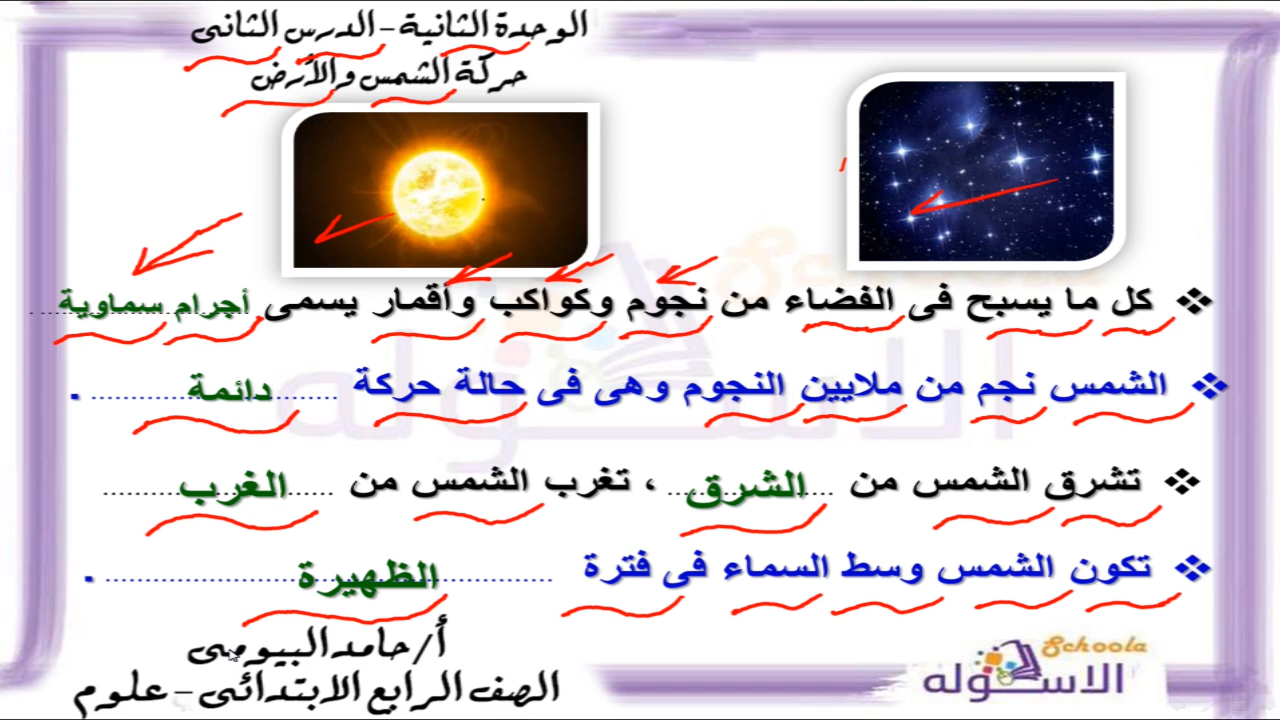 الوحدة الثانية - الدرس الثانى
حركة الشمس والأرض
❖ كل ما يسبح فى الفضاء من نجوم وكواكب وأقمار يسمى أجرام سماوية .
❖ الشمس نجم من ملايين النجوم وهى فى حالة حركة دائمة .
❖ تشرق الشمس من الشرق ، تغرب الشمس من الغرب
❖ تكون الشمس وسط السماء فى فترة الظهيرة .
أ/ حامد البيومى
الصف الرابع الابتدائى - علوم
Schoola
الاسكوله